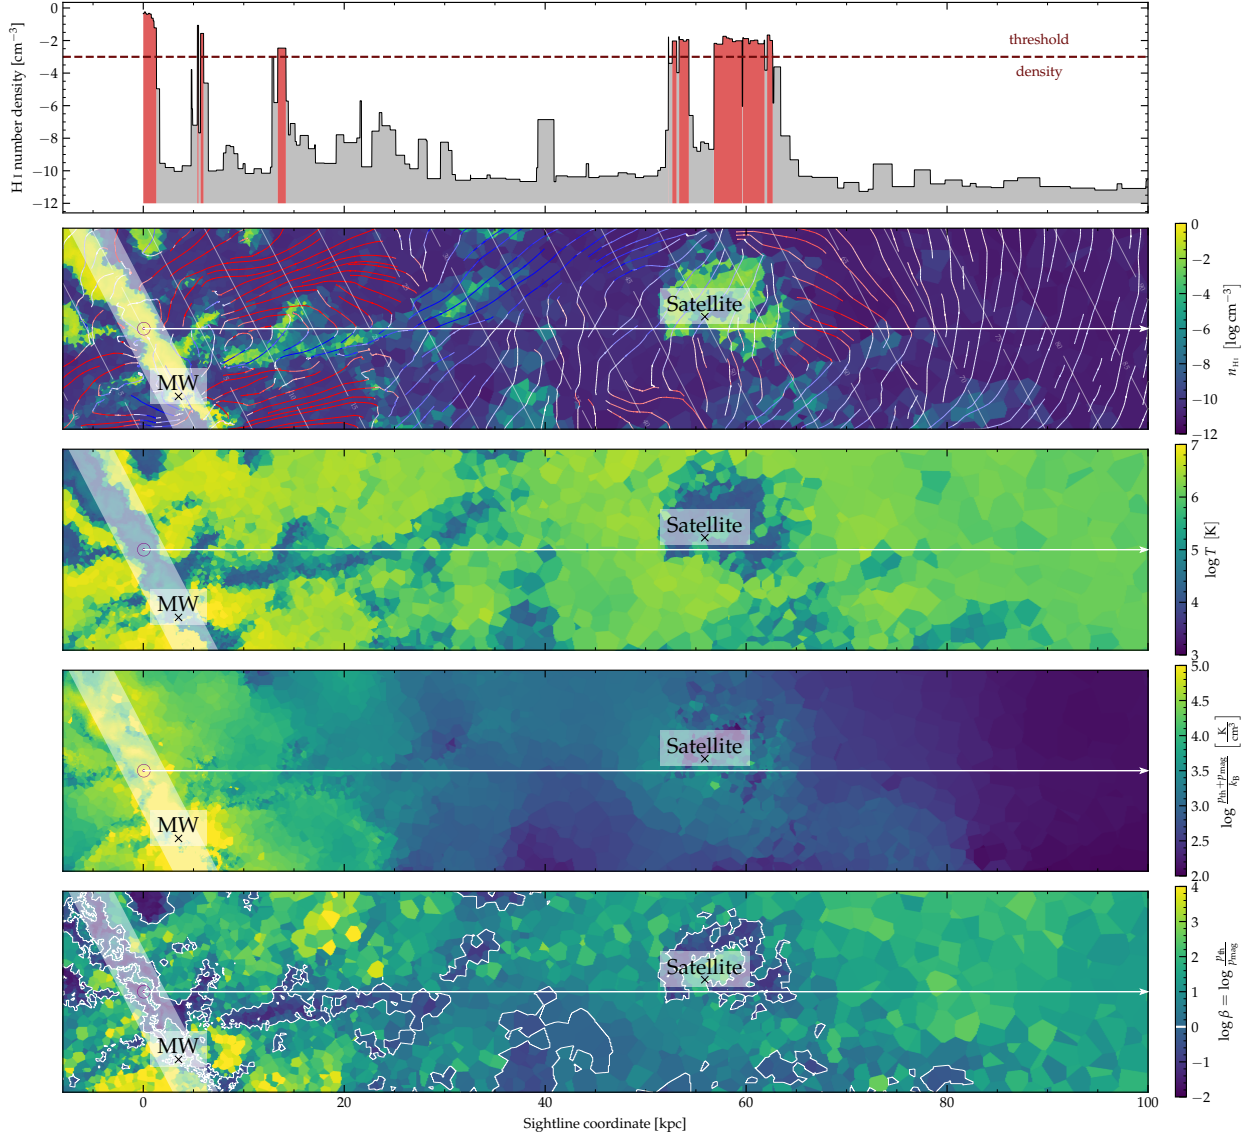 H I number density [cm⁻³]
0
−2
−4
−6
−8
−10
−12
threshold
density
Satellite
MW
0
−2
−4
−6
−8
−10
−12
n_HI [log cm⁻³]
Satellite
MW
7
6
5
4
3
log T [K]
Satellite
MW
5.0
4.5
4.0
3.5
3.0
2.5
2.0
log (p_th + p_mag)/k_B [K/cm³]
Satellite
MW
4
3
2
1
0
−1
−2
log β = log p_th/p_mag
0
20
40
60
80
100
Sightline coordinate [kpc]